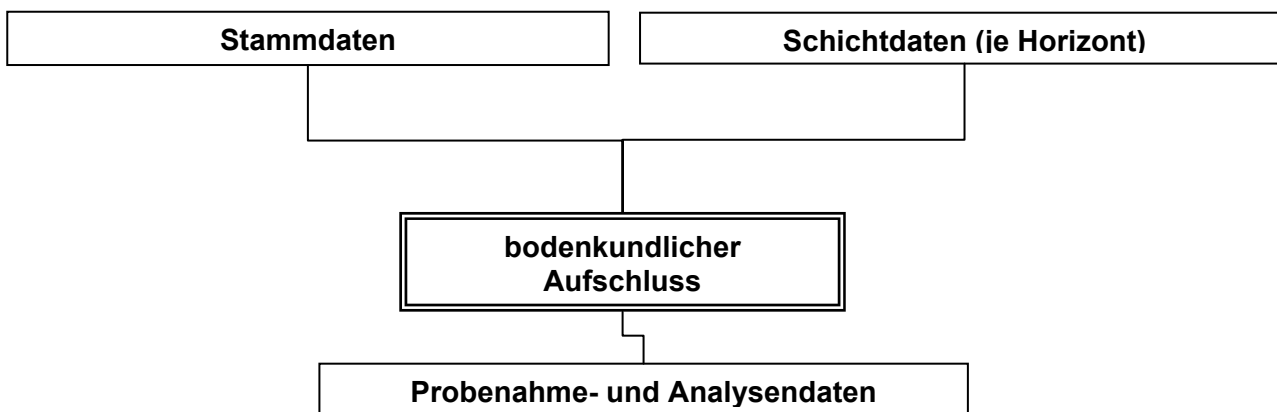 Stammdaten
Schichtdaten (je Horizont)
bodenkundlicher
Aufschluss
Probenahme- und Analysendaten